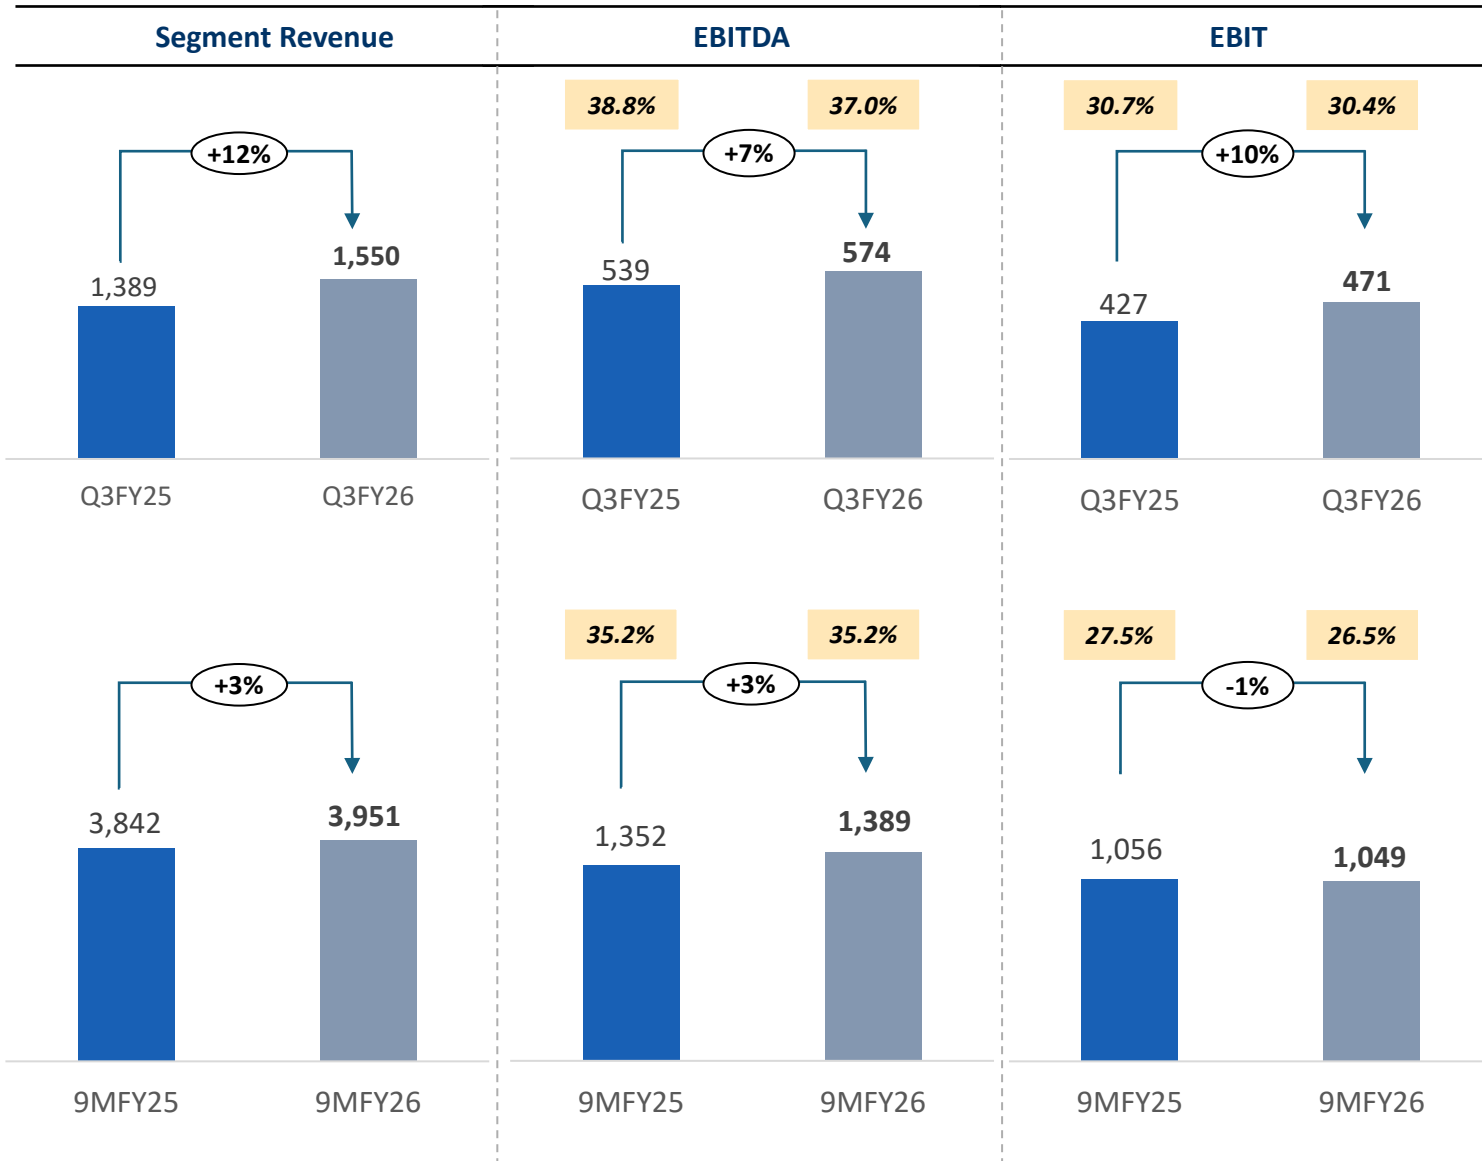 Segment Revenue
EBITDA
EBIT
+12%
1,389
1,550
Q3FY25
Q3FY26
38.8%
37.0%
+7%
539
574
Q3FY25
Q3FY26
30.7%
30.4%
+10%
427
471
Q3FY25
Q3FY26
+3%
3,842
3,951
9MFY25
9MFY26
35.2%
35.2%
+3%
1,352
1,389
9MFY25
9MFY26
27.5%
26.5%
-1%
1,056
1,049
9MFY25
9MFY26